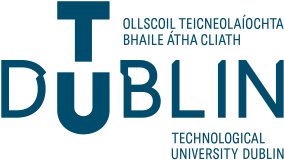 OLLSCOIL TEICNEOLAÍOCHTA
BHAILE ÁTHA CLIATH
TU
DUBLIN
TECHNOLOGICAL
UNIVERSITY DUBLIN